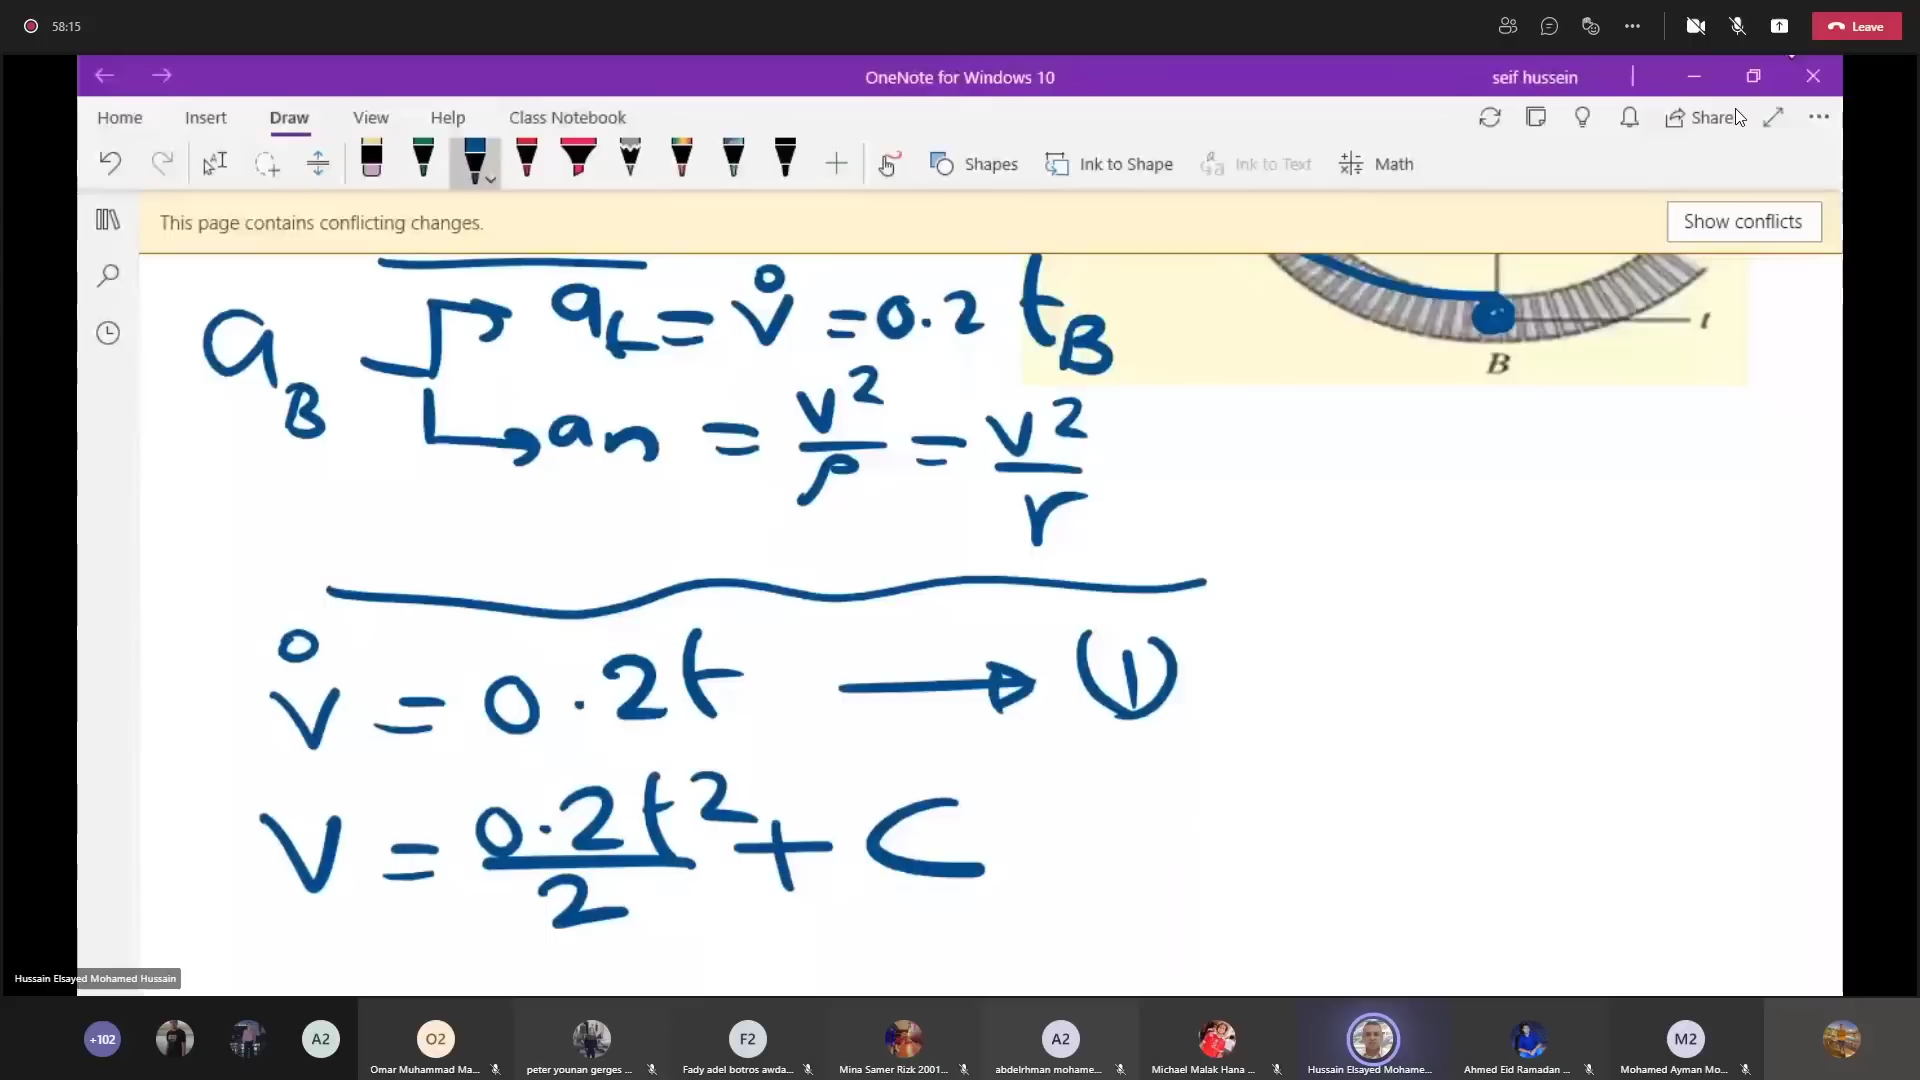 58:15
Leave
OneNote for Windows 10
seif hussein
Home Insert Draw View Help Class Notebook
Share
Shapes Ink to Shape Ink to Text Math
This page contains conflicting changes.
Show conflicts
a_B a_t = v̊ = 0.2 t_B
t
B
a_n = v²/ρ = v²/r
v̊ = 0.2t → ①
V = 0.2t²/2 + C
Hussain Elsayed Mohamed Hussain
+102 A2 O2 F2 A2 M2
Omar Muhammad Ma... peter younan gerges ... Fady adel botros awda... Mina Samer Rizk 2001... abdelrhman mohame... Michael Malak Hana ... Hussain Elsayed Mohame... Ahmed Eid Ramadan ... Mohamed Ayman Mo...